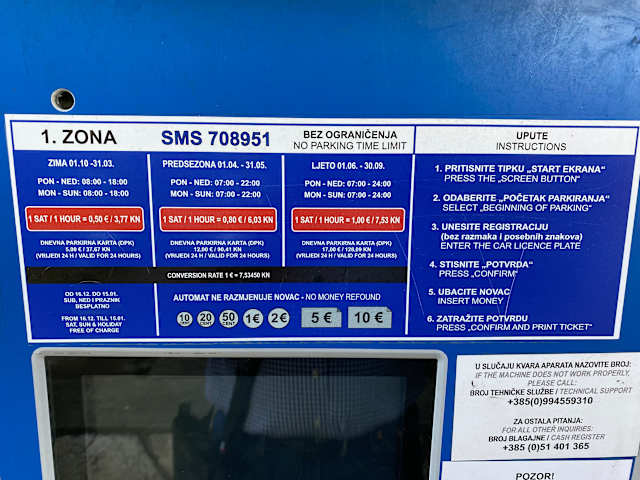 1. ZONA
SMS 708951
BEZ OGRANIČENJA
NO PARKING TIME LIMIT
UPUTE
INSTRUCTIONS
ZIMA 01.10 -31.03.
PON - NED: 08:00 - 18:00
MON - SUN: 08:00 - 18:00
1 SAT / 1 HOUR = 0,50 € / 3,77 KN
DNEVNA PARKIRNA KARTA (DPK)
5,00 € / 37,67 KN
(VRIJEDI 24 H / VALID FOR 24 HOURS)
PREDSEZONA 01.04. - 31.05.
PON - NED: 07:00 - 22:00
MON - SUN: 07:00 - 22:00
1 SAT / 1 HOUR = 0,80 € / 6,03 KN
DNEVNA PARKIRNA KARTA (DPK)
12,00 € / 90,41 KN
(VRIJEDI 24 H / VALID FOR 24 HOURS)
LJETO 01.06. - 30.09.
PON - NED: 07:00 - 24:00
MON - SUN: 07:00 - 24:00
1 SAT / 1 HOUR = 1,00 € / 7,53 KN
DNEVNA PARKIRNA KARTA (DPK)
17,00 € / 128,09 KN
(VRIJEDI 24 H / VALID FOR 24 HOURS)
CONVERSION RATE 1 € = 7,53450 KN
OD 16.12. DO 15.01.
SUB, NED I PRAZNIK
BESPLATNO
FROM 16.12. TILL 15.01.
SAT, SUN & HOLIDAY
FREE OF CHARGE
AUTOMAT NE RAZMJENJUJE NOVAC - NO MONEY REFOUND
10
20 CENT
50 CENT
1 €
2 €
5 €
10 €
1. PRITISNITE TIPKU „START EKRANA“
PRESS THE „SCREEN BUTTON“
2. ODABERITE „POČETAK PARKIRANJA“
SELECT „BEGINNING OF PARKING“
3. UNESITE REGISTRACIJU
(bez razmaka i posebnih znakova)
ENTER THE CAR LICENCE PLATE
4. STISNITE „POTVRDA“
PRESS „CONFIRM“
5. UBACITE NOVAC
INSERT MONEY
6. ZATRAŽITE POTVRDU
PRESS „CONFIRM AND PRINT TICKET“
U SLUČAJU KVARA APARATA NAZOVITE BROJ:
IF THE MACHINE DOES NOT WORK PROPERLY,
PLEASE CALL:
BROJ TEHNIČKE SLUŽBE / TECHNICAL SUPPORT
+385(0)994559310
ZA OSTALA PITANJA:
FOR ALL OTHER INQUIRIES:
BROJ BLAGAJNE / CASH REGISTER
+385 (0)51 401 365
POZOR!